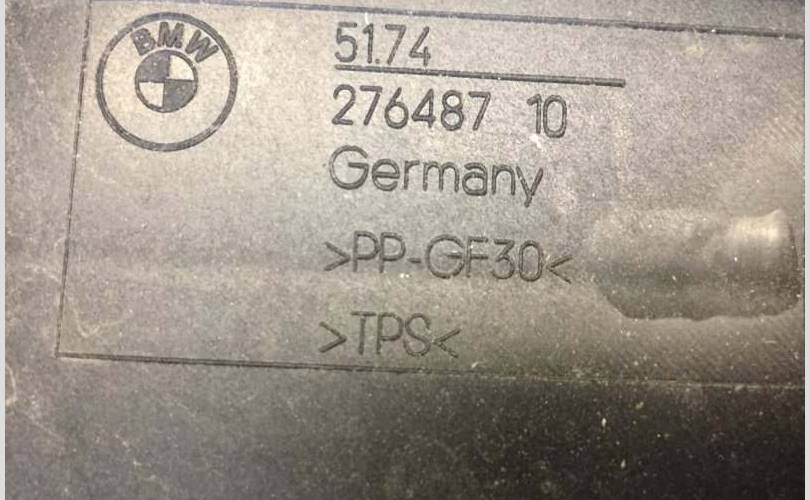 BMW
51.74
276487 10
Germany
>PP-GF30<
>TPS<